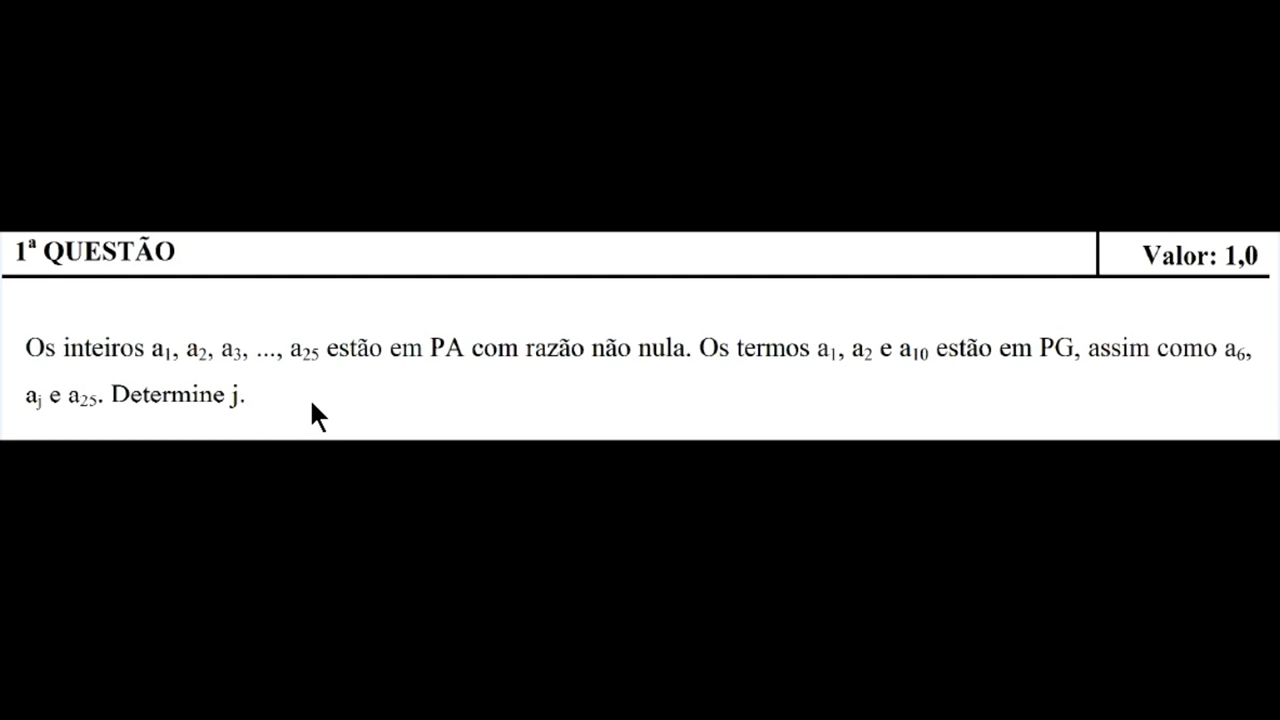 1ª QUESTÃO
Valor: 1,0
Os inteiros a₁, a₂, a₃, ..., a₂₅ estão em PA com razão não nula. Os termos a₁, a₂ e a₁₀ estão em PG, assim como a₆,
aⱼ e a₂₅. Determine j.